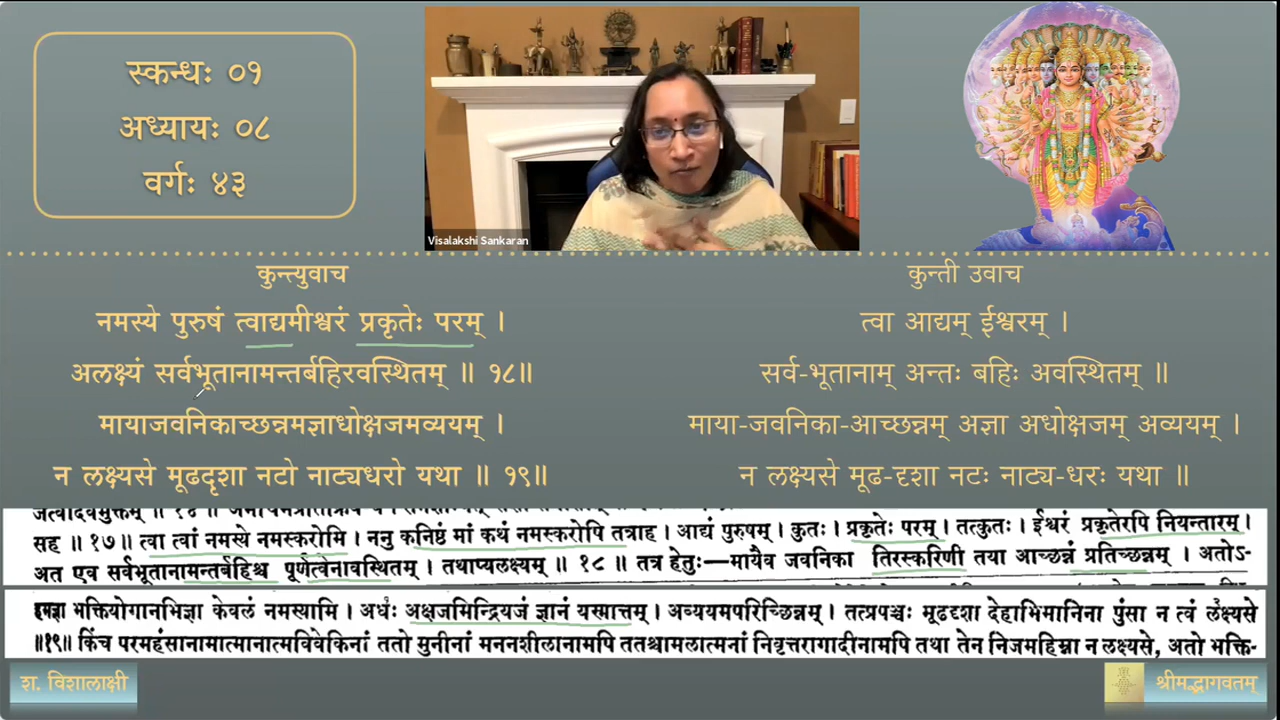 स्कन्धः ०१
अध्यायः ०८
वर्गः ४३
Visalakshi Sankaran
कुन्त्युवाच
नमस्ये पुरुषं त्वाद्यमीश्वरं प्रकृतेः परम् ।
अलक्ष्यं सर्वभूतानामन्तर्बहिरवस्थितम् ॥ १८॥
मायाजवनिकाच्छन्नमज्ञाधोक्षजमव्ययम् ।
न लक्ष्यसे मूढदृशा नटो नाट्यधरो यथा ॥ १९॥
कुन्ती उवाच
त्वा आद्यम् ईश्वरम् ।
सर्व-भूतानाम् अन्तः बहिः अवस्थितम् ॥
माया-जवनिका-आच्छन्नम् अज्ञा अधोक्षजम् अव्ययम् ।
न लक्ष्यसे मूढ-दृशा नटः नाट्य-धरः यथा ॥
सह ॥ १७॥ त्वा त्वां नमस्ये नमस्करोमि । ननु कनिष्ठं मां कथं नमस्करोषि तत्राह । आद्यं पुरुषम् । कुतः । प्रकृतेः परम् । तत्कुतः । ईश्वरं प्रकृतेरपि नियन्तारम् ।
अत एव सर्वभूतानामन्तर्बहिश्च पूर्णत्वेनावस्थितम् । तथाप्यलक्ष्यम् ॥ १८ ॥ तत्र हेतुः—मायैव जवनिका तिरस्करिणी तथा आच्छन्नं प्रतिच्छन्नम् । अतोऽ-
हमज्ञा भक्तियोगानभिज्ञा केवलं नमस्यामि । अधंः अक्षजमिन्द्रियजं ज्ञानं यस्मात्तम् । अव्ययमपरिच्छिन्नम् । तत्प्रपञ्चः मूढदृशा देहाभिमानिना पुंसा न त्वं लक्ष्यसे
॥१९॥ किंच परमहंसानामात्मानात्मविवेकिनां ततो मुनीनां मननशीलानामपि ततश्चामलात्मनां निवृत्तरागादीनामपि तथा तेन निजमहिम्ना न लक्ष्यसे, अतो भक्ति-
श. विशालाक्षी
श्रीमद्भागवतम्